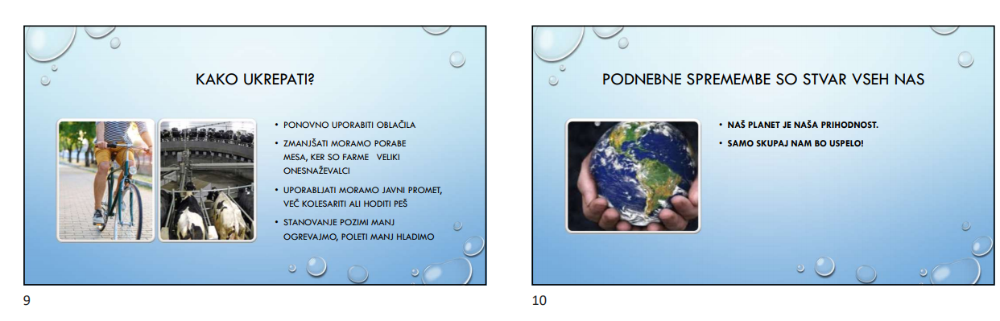 KAKO UKREPATI?
• PONOVNO UPORABITI OBLAČILA
• ZMANJŠATI MORAMO PORABE
MESA, KER SO FARME VELIKI
ONESNAŽEVALCI
• UPORABLJATI MORAMO JAVNI PROMET,
VEČ KOLESARITI ALI HODITI PEŠ
• STANOVANJE POZIMI MANJ
OGREVAJMO, POLETI MANJ HLADIMO
9
PODNEBNE SPREMEMBE SO STVAR VSEH NAS
• NAŠ PLANET JE NAŠA PRIHODNOST.
• SAMO SKUPAJ NAM BO USPELO!
10